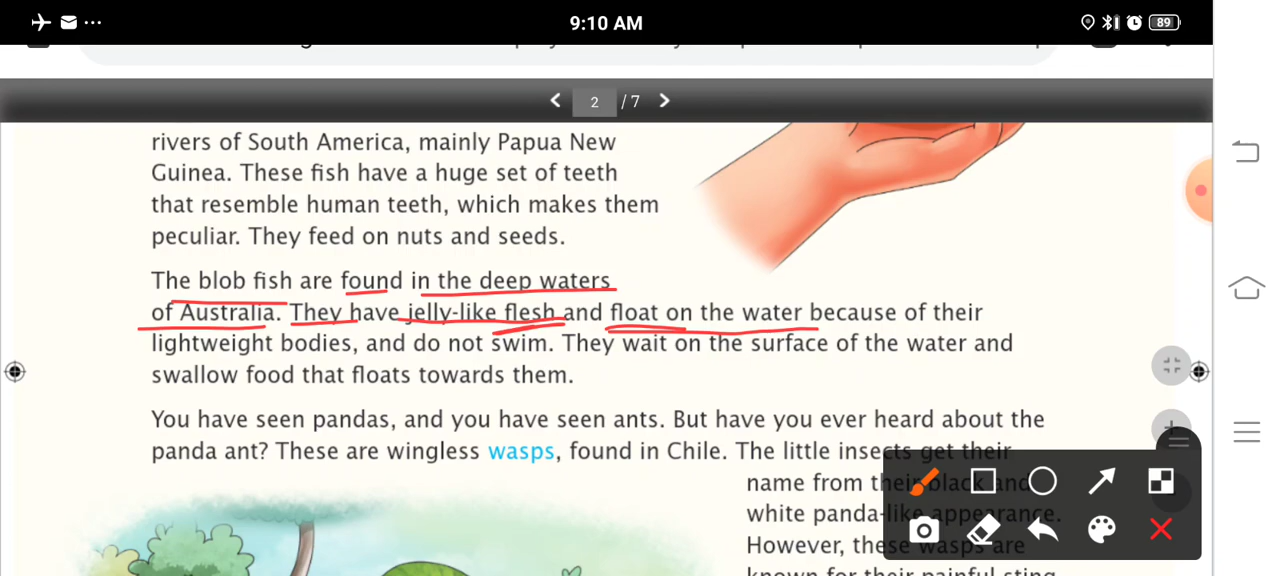 9:10 AM
89
2 / 7
rivers of South America, mainly Papua New
Guinea. These fish have a huge set of teeth
that resemble human teeth, which makes them
peculiar. They feed on nuts and seeds.
The blob fish are found in the deep waters
of Australia. They have jelly-like flesh and float on the water because of their
lightweight bodies, and do not swim. They wait on the surface of the water and
swallow food that floats towards them.
You have seen pandas, and you have seen ants. But have you ever heard about the
panda ant? These are wingless wasps, found in Chile. The little insects get their
name from their black and
white panda-like appearance.
However, these wasps are
known for their painful sting